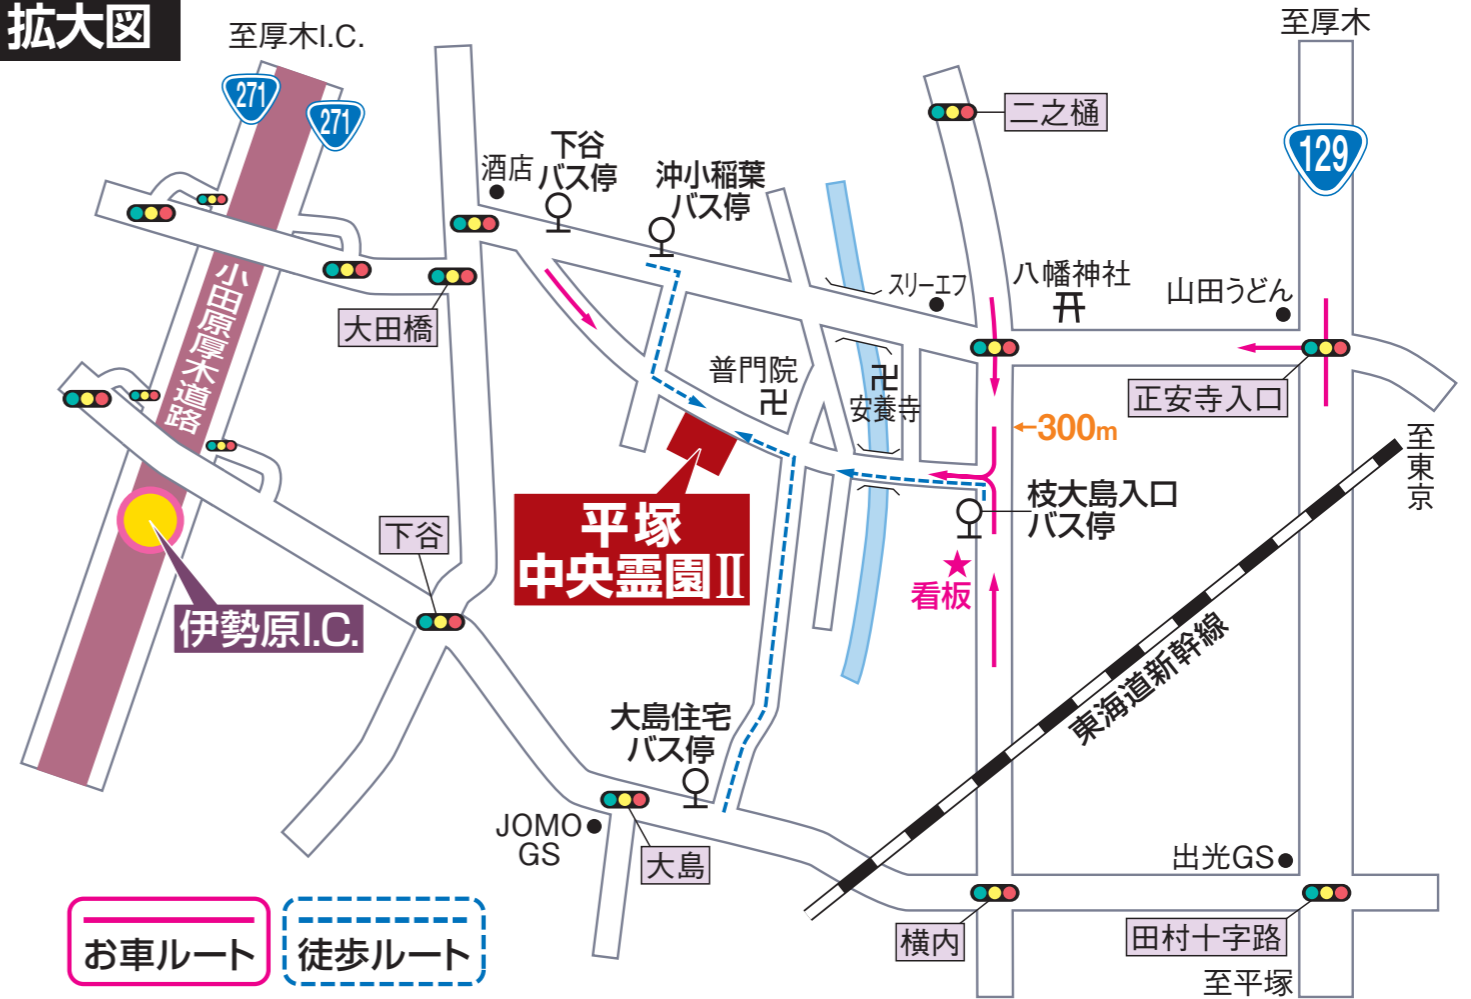 拡大図
至厚木I.C.
至厚木
271
271
二之樋
129
酒店
下谷
バス停
沖小稲葉
バス停
スリーエフ
八幡神社
山田うどん
小田原厚木道路
大田橋
普門院
卍
卍
安養寺
正安寺入口
←300m
至東京
平塚
中央霊園Ⅱ
枝大島入口
バス停
★
看板
下谷
伊勢原I.C.
東海道新幹線
大島住宅
バス停
JOMO
GS
大島
出光GS
横内
田村十字路
至平塚
お車ルート
徒歩ルート